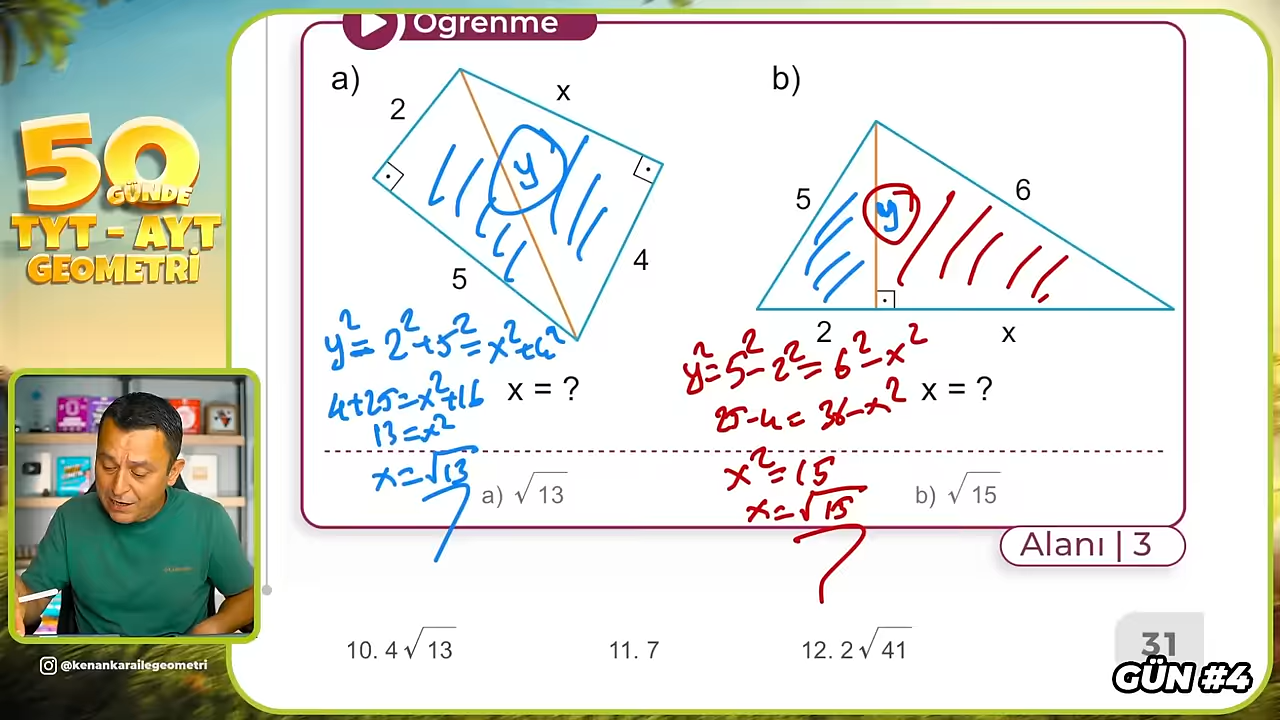 Öğrenme
50
GÜNDE
TYT - AYT
GEOMETRİ
a)
2
x
y
5
4
y² = 2² + 5² = x² + 4²
4+25 = x² + 16
13 = x²
x = √13
x = ?
a) √13
b)
5
y
6
2
x
y² = 5² - 2² = 6² - x²
25 - 4 = 36 - x²
x² = 15
x = √15
x = ?
b) √15
Alanı | 3
10. 4√13
11. 7
12. 2√41
31
GÜN #4
@kenankarailegeometri